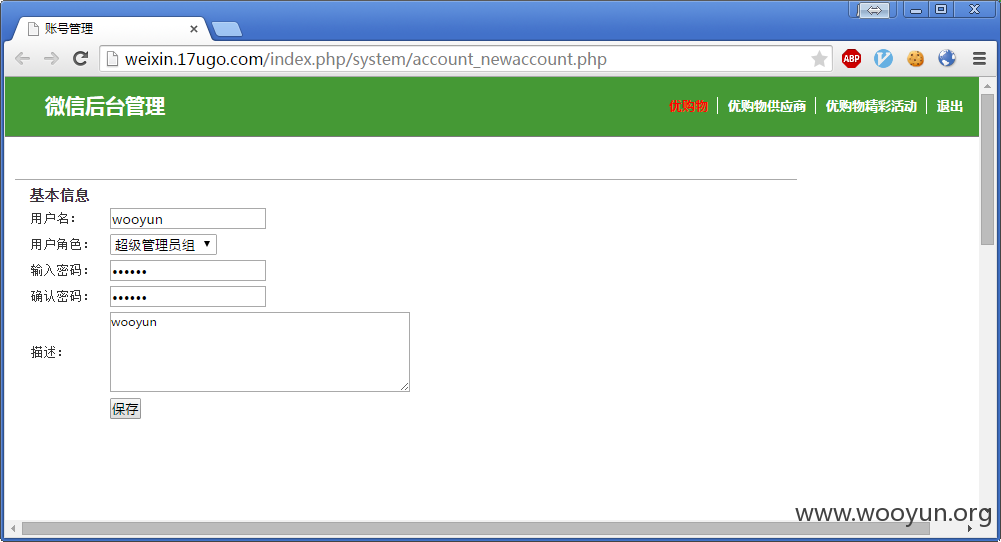 账号管理
weixin.17ugo.com/index.php/system/account_newaccount.php
ABP
微信后台管理
优购物 优购物供应商 优购物精彩活动 退出
基本信息
用户名： wooyun
用户角色： 超级管理员组
输入密码： ••••••
确认密码： ••••••
wooyun
描述：
保存
www.wooyun.org